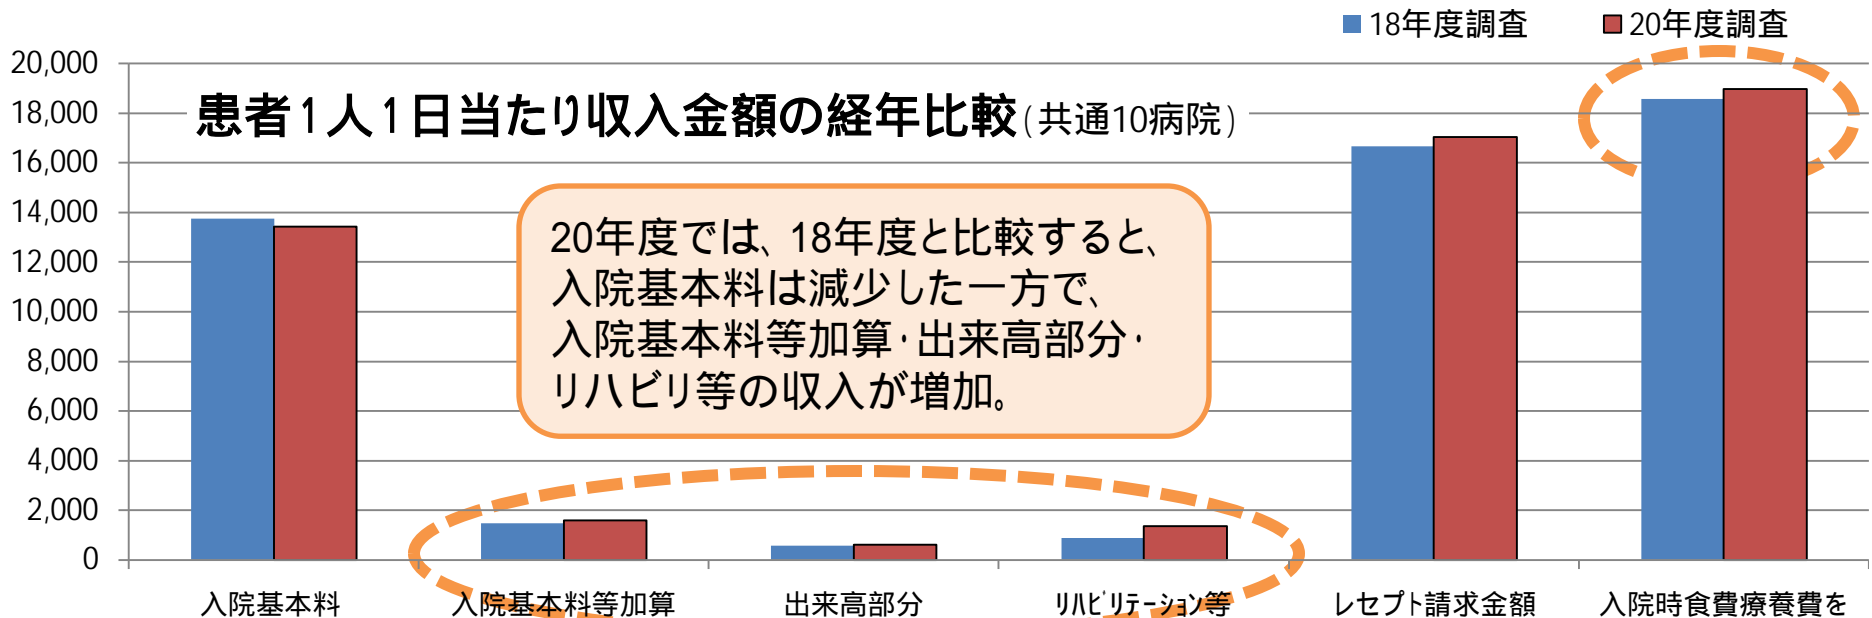 18年度調査 20年度調査
20,000
18,000
16,000
14,000
12,000
10,000
8,000
6,000
4,000
2,000
0
患者1人1日当たり収入金額の経年比較(共通10病院)
20年度では、18年度と比較すると、
入院基本料は減少した一方で、
入院基本料等加算・出来高部分・
リハビリ等の収入が増加。
入院基本料 入院基本料等加算 出来高部分 ﾘﾊﾋﾞﾘﾃｰｼｮﾝ等 レセプト請求金額 入院時食費療養費を